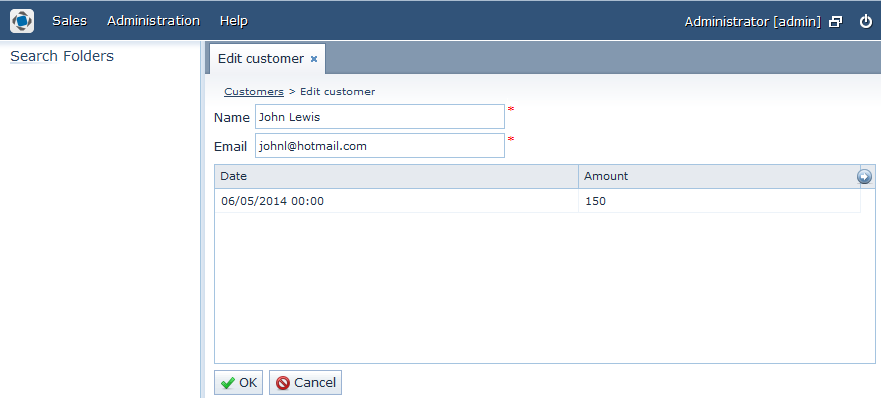 Sales Administration Help Administrator [admin]
Search Folders
Edit customer
Customers > Edit customer
Name John Lewis *
Email johnl@hotmail.com *
Date Amount
06/05/2014 00:00 150
OK Cancel